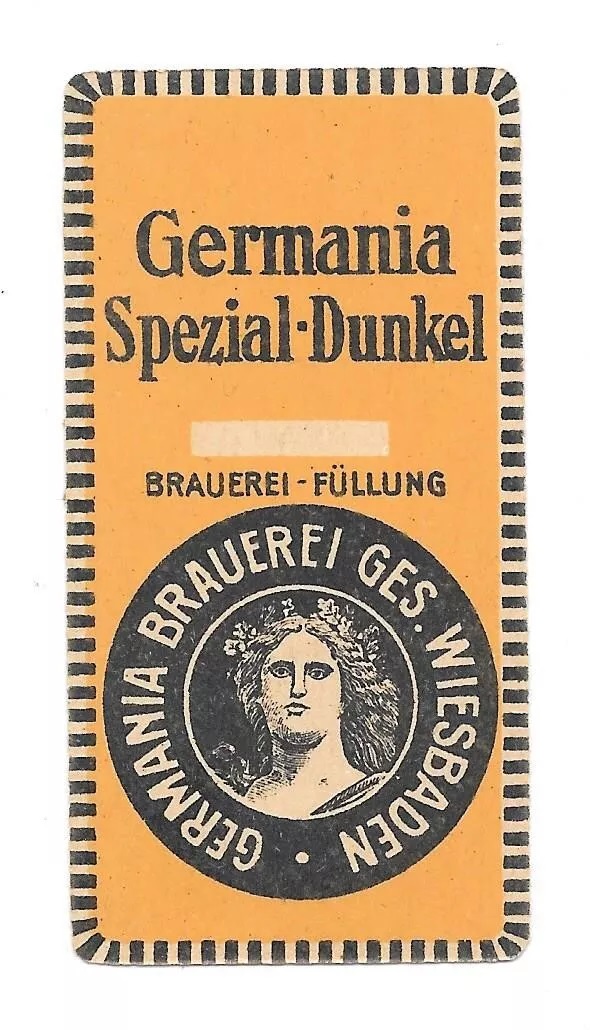 Germania
Spezial-Dunkel
BRAUEREI-FÜLLUNG
GERMANIA BRAUEREI GES. WIESBADEN